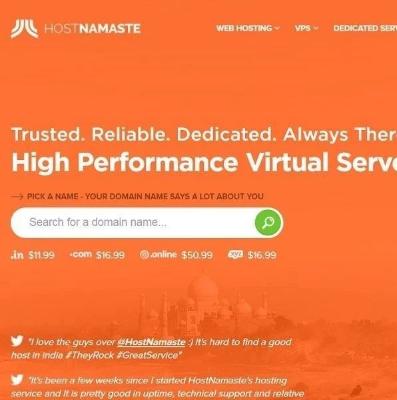 HOSTNAMASTE
WEB HOSTING VPS DEDICATED SER
Trusted. Reliable. Dedicated. Always Ther
High Performance Virtual Serv
PICK A NAME - YOUR DOMAIN NAME SAYS A LOT ABOUT YOU
Search for a domain name...
.in $11.99 .com $16.99 .online $50.99 .xyz $16.99
"I love the guys over @HostNamaste :) It's hard to find a good
host in India #TheyRock #GreatService"
"It's been a few weeks since I started HostNamaste's hosting
service and It is pretty good in uptime, technical support and relative